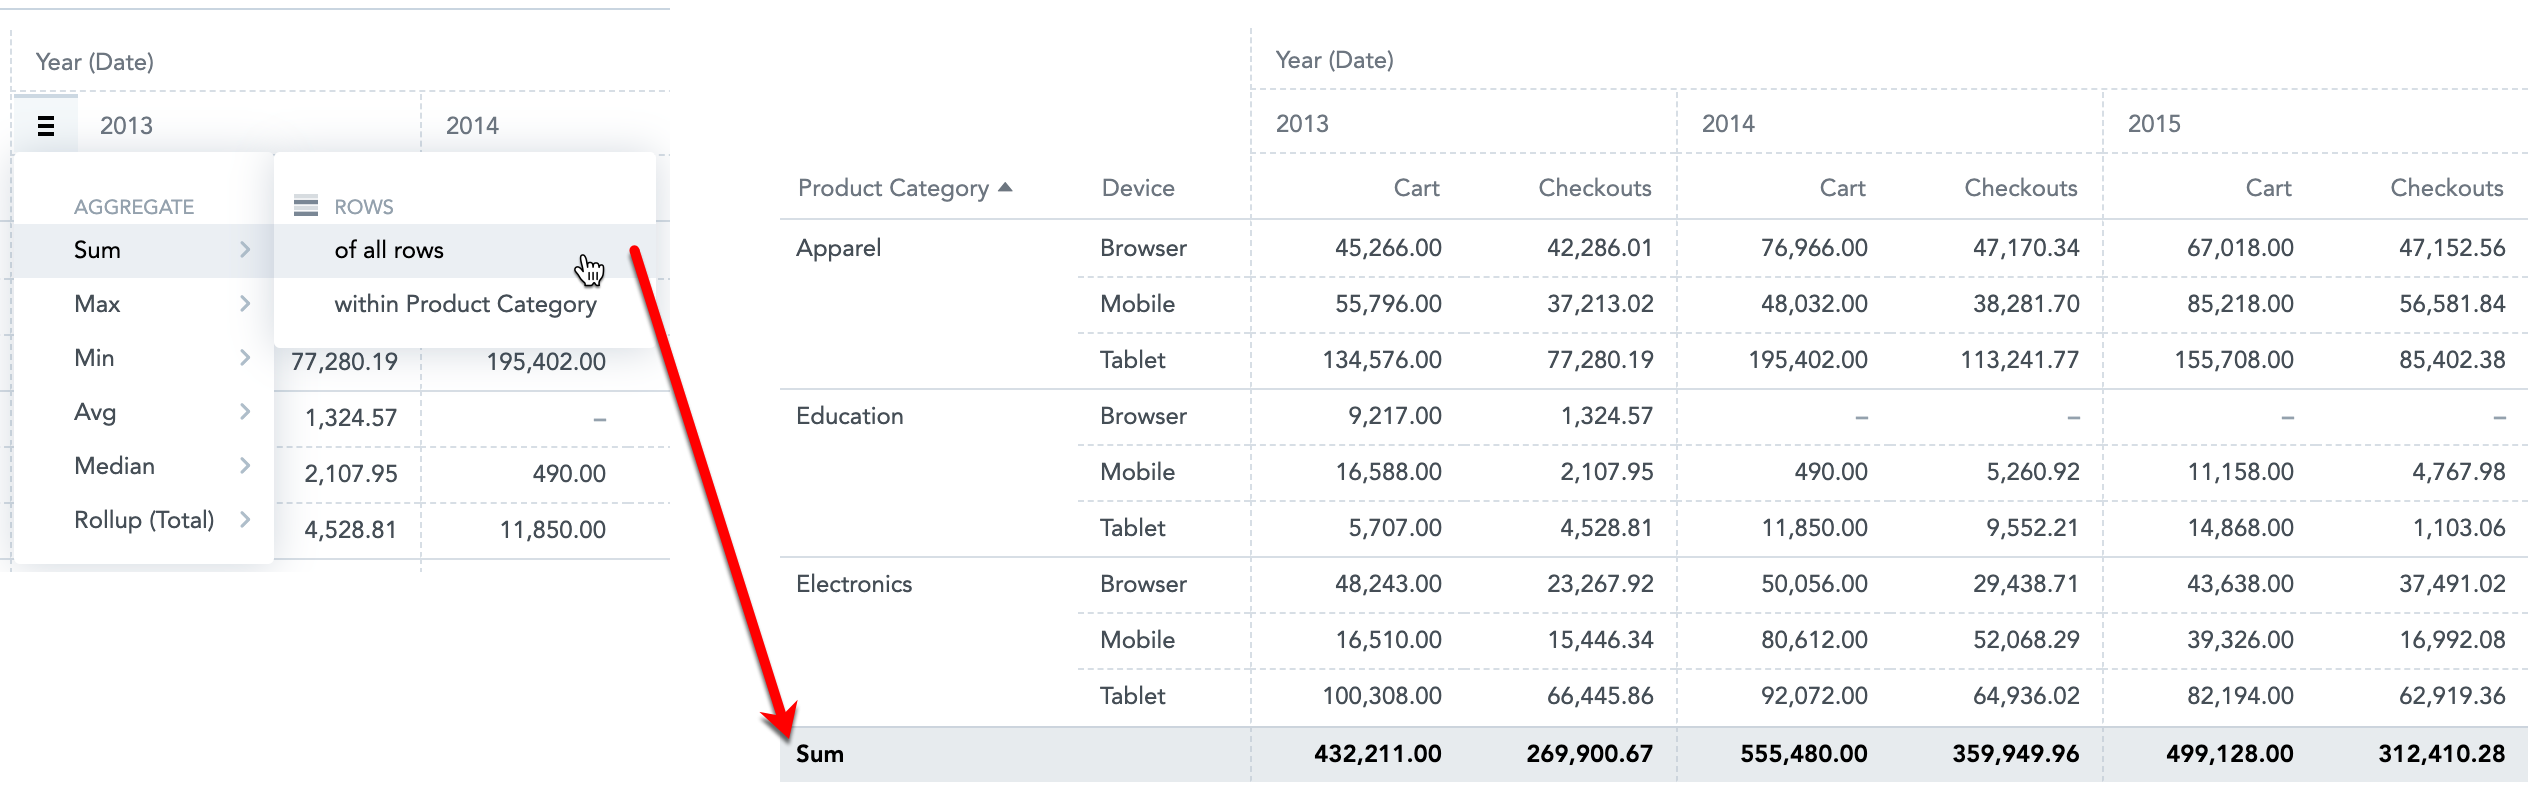 Year (Date)
2013 2014
AGGREGATE
Sum
Max
Min
Avg
Median
Rollup (Total)
ROWS
of all rows
within Product Category
77,280.19 195,402.00
1,324.57 –
2,107.95 490.00
4,528.81 11,850.00
Year (Date)
2013 2014 2015
Product Category Device Cart Checkouts Cart Checkouts Cart Checkouts
Apparel Browser 45,266.00 42,286.01 76,966.00 47,170.34 67,018.00 47,152.56
Mobile 55,796.00 37,213.02 48,032.00 38,281.70 85,218.00 56,581.84
Tablet 134,576.00 77,280.19 195,402.00 113,241.77 155,708.00 85,402.38
Education Browser 9,217.00 1,324.57 – – – –
Mobile 16,588.00 2,107.95 490.00 5,260.92 11,158.00 4,767.98
Tablet 5,707.00 4,528.81 11,850.00 9,552.21 14,868.00 1,103.06
Electronics Browser 48,243.00 23,267.92 50,056.00 29,438.71 43,638.00 37,491.02
Mobile 16,510.00 15,446.34 80,612.00 52,068.29 39,326.00 16,992.08
Tablet 100,308.00 66,445.86 92,072.00 64,936.02 82,194.00 62,919.36
Sum 432,211.00 269,900.67 555,480.00 359,949.96 499,128.00 312,410.28